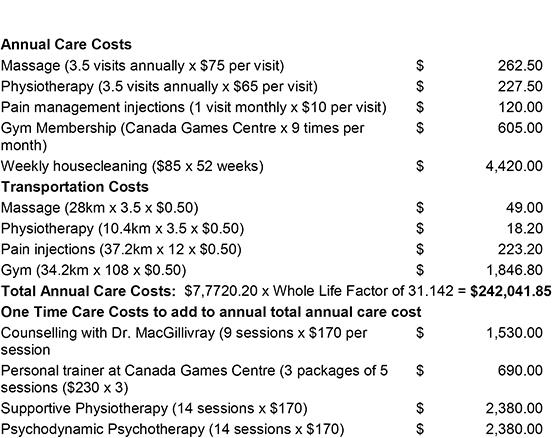 Annual Care Costs
Massage (3.5 visits annually x $75 per visit) $ 262.50
Physiotherapy (3.5 visits annually x $65 per visit) $ 227.50
Pain management injections (1 visit monthly x $10 per visit) $ 120.00
Gym Membership (Canada Games Centre x 9 times per $ 605.00
month)
Weekly housecleaning ($85 x 52 weeks) $ 4,420.00
Transportation Costs
Massage (28km x 3.5 x $0.50) $ 49.00
Physiotherapy (10.4km x 3.5 x $0.50) $ 18.20
Pain injections (37.2km x 12 x $0.50) $ 223.20
Gym (34.2km x 108 x $0.50) $ 1,846.80
Total Annual Care Costs: $7,7720.20 x Whole Life Factor of 31.142 = $242,041.85
One Time Care Costs to add to annual total annual care cost
Counselling with Dr. MacGillivray (9 sessions x $170 per $ 1,530.00
session
Personal trainer at Canada Games Centre (3 packages of 5 $ 690.00
sessions ($230 x 3)
Supportive Physiotherapy (14 sessions x $170) $ 2,380.00
Psychodynamic Psychotherapy (14 sessions x $170) $ 2,380.00